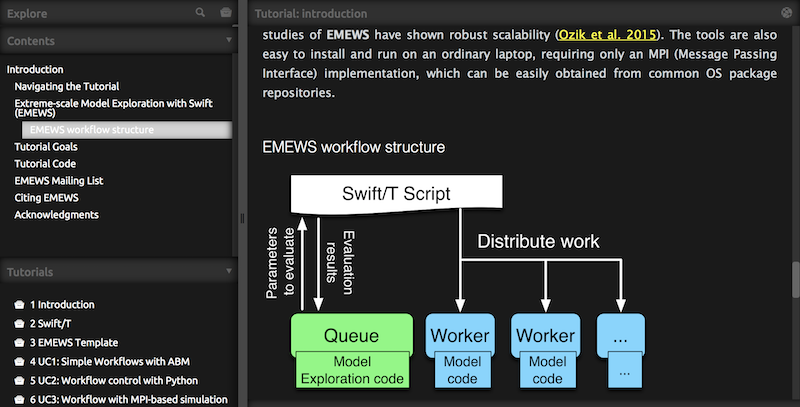 Explore
Contents
Introduction
Navigating the Tutorial
Extreme-scale Model Exploration with Swift
(EMEWS)
EMEWS workflow structure
Tutorial Goals
Tutorial Code
EMEWS Mailing List
Citing EMEWS
Acknowledgments
Tutorials
1 Introduction
2 Swift/T
3 EMEWS Template
4 UC1: Simple Workflows with ABM
5 UC2: Workflow control with Python
6 UC3: Workflow with MPI-based simulation
Tutorial: introduction
studies of EMEWS have shown robust scalability (Ozik et al. 2015). The tools are also
easy to install and run on an ordinary laptop, requiring only an MPI (Message Passing
Interface) implementation, which can be easily obtained from common OS package
repositories.
EMEWS workflow structure
Swift/T Script
Parameters
to evaluate
Evaluation
results
Distribute work
Queue
Model
Exploration code
Worker
Model
code
Worker
Model
code
...
...